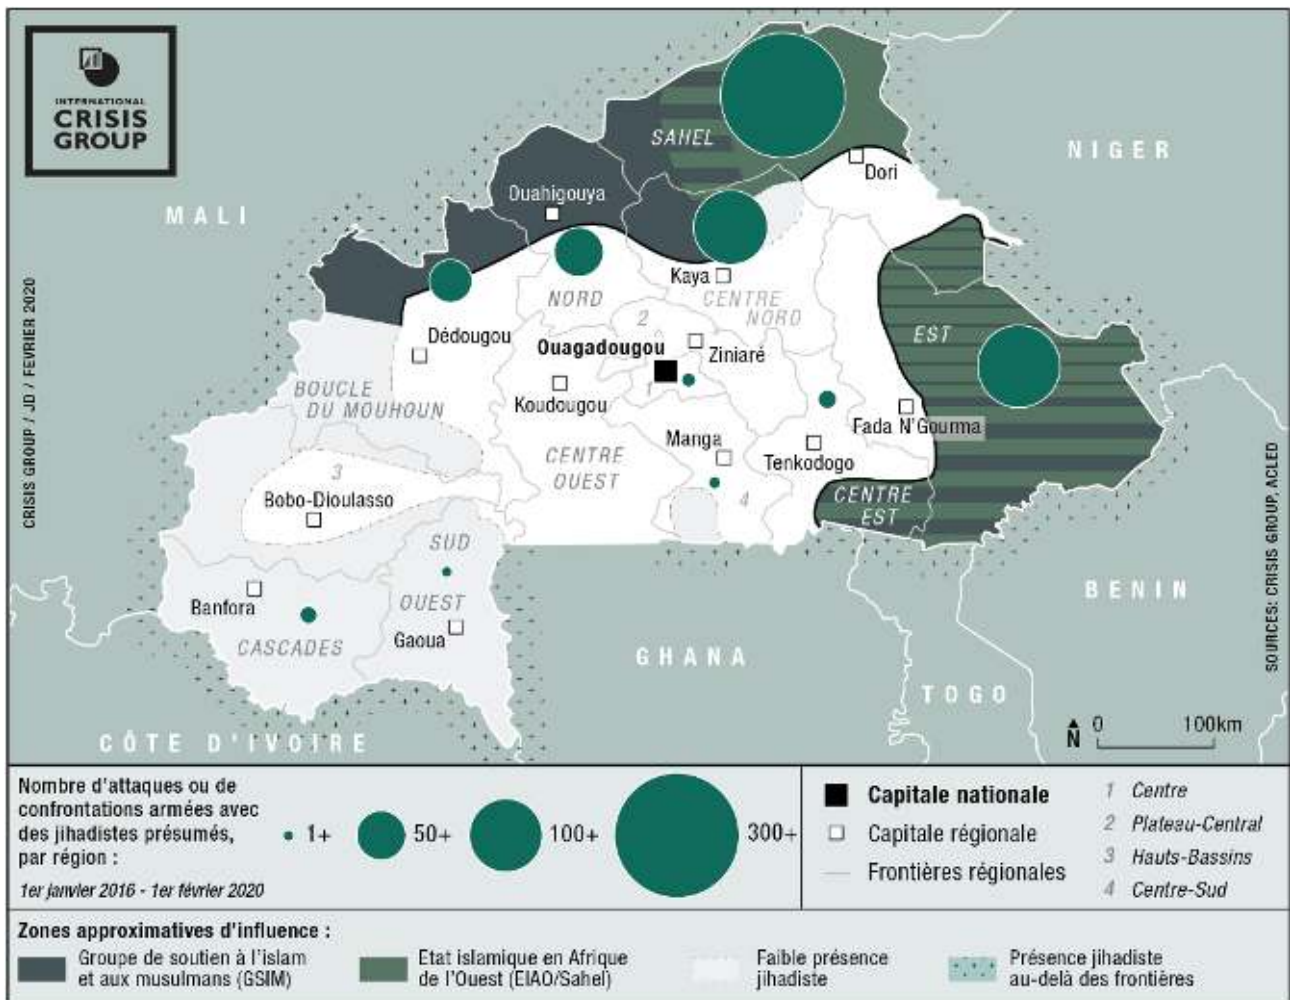 INTERNATIONAL
CRISIS
GROUP
MALI
NIGER
SAHEL
Dori
Ouahigouya
Kaya
NORD
CENTRE
NORD
2
Dédougou
Ouagadougou
Ziniaré
EST
1
BOUCLE
DU MOUHOUN
Koudougou
Fada N'Gourma
Manga
Tenkodogo
CENTRE
OUEST
3
Bobo-Dioulasso
4
CENTRE
EST
SUD
OUEST
Banfora
Gaoua
CASCADES
BENIN
GHANA
TOGO
CÔTE D'IVOIRE
N
0 100km
CRISIS GROUP / JD / FEVRIER 2020
SOURCES: CRISIS GROUP, ACLED
Nombre d'attaques ou de
confrontations armées avec
des jihadistes présumés,
par région :
1er janvier 2016 - 1er février 2020
1+ 50+ 100+ 300+
Capitale nationale
Capitale régionale
Frontières régionales
1 Centre
2 Plateau-Central
3 Hauts-Bassins
4 Centre-Sud
Zones approximatives d'influence :
Groupe de soutien à l'islam
et aux musulmans (GSIM)
Etat islamique en Afrique
de l'Ouest (EIAO/Sahel)
Faible présence
jihadiste
Présence jihadiste
au-delà des frontières